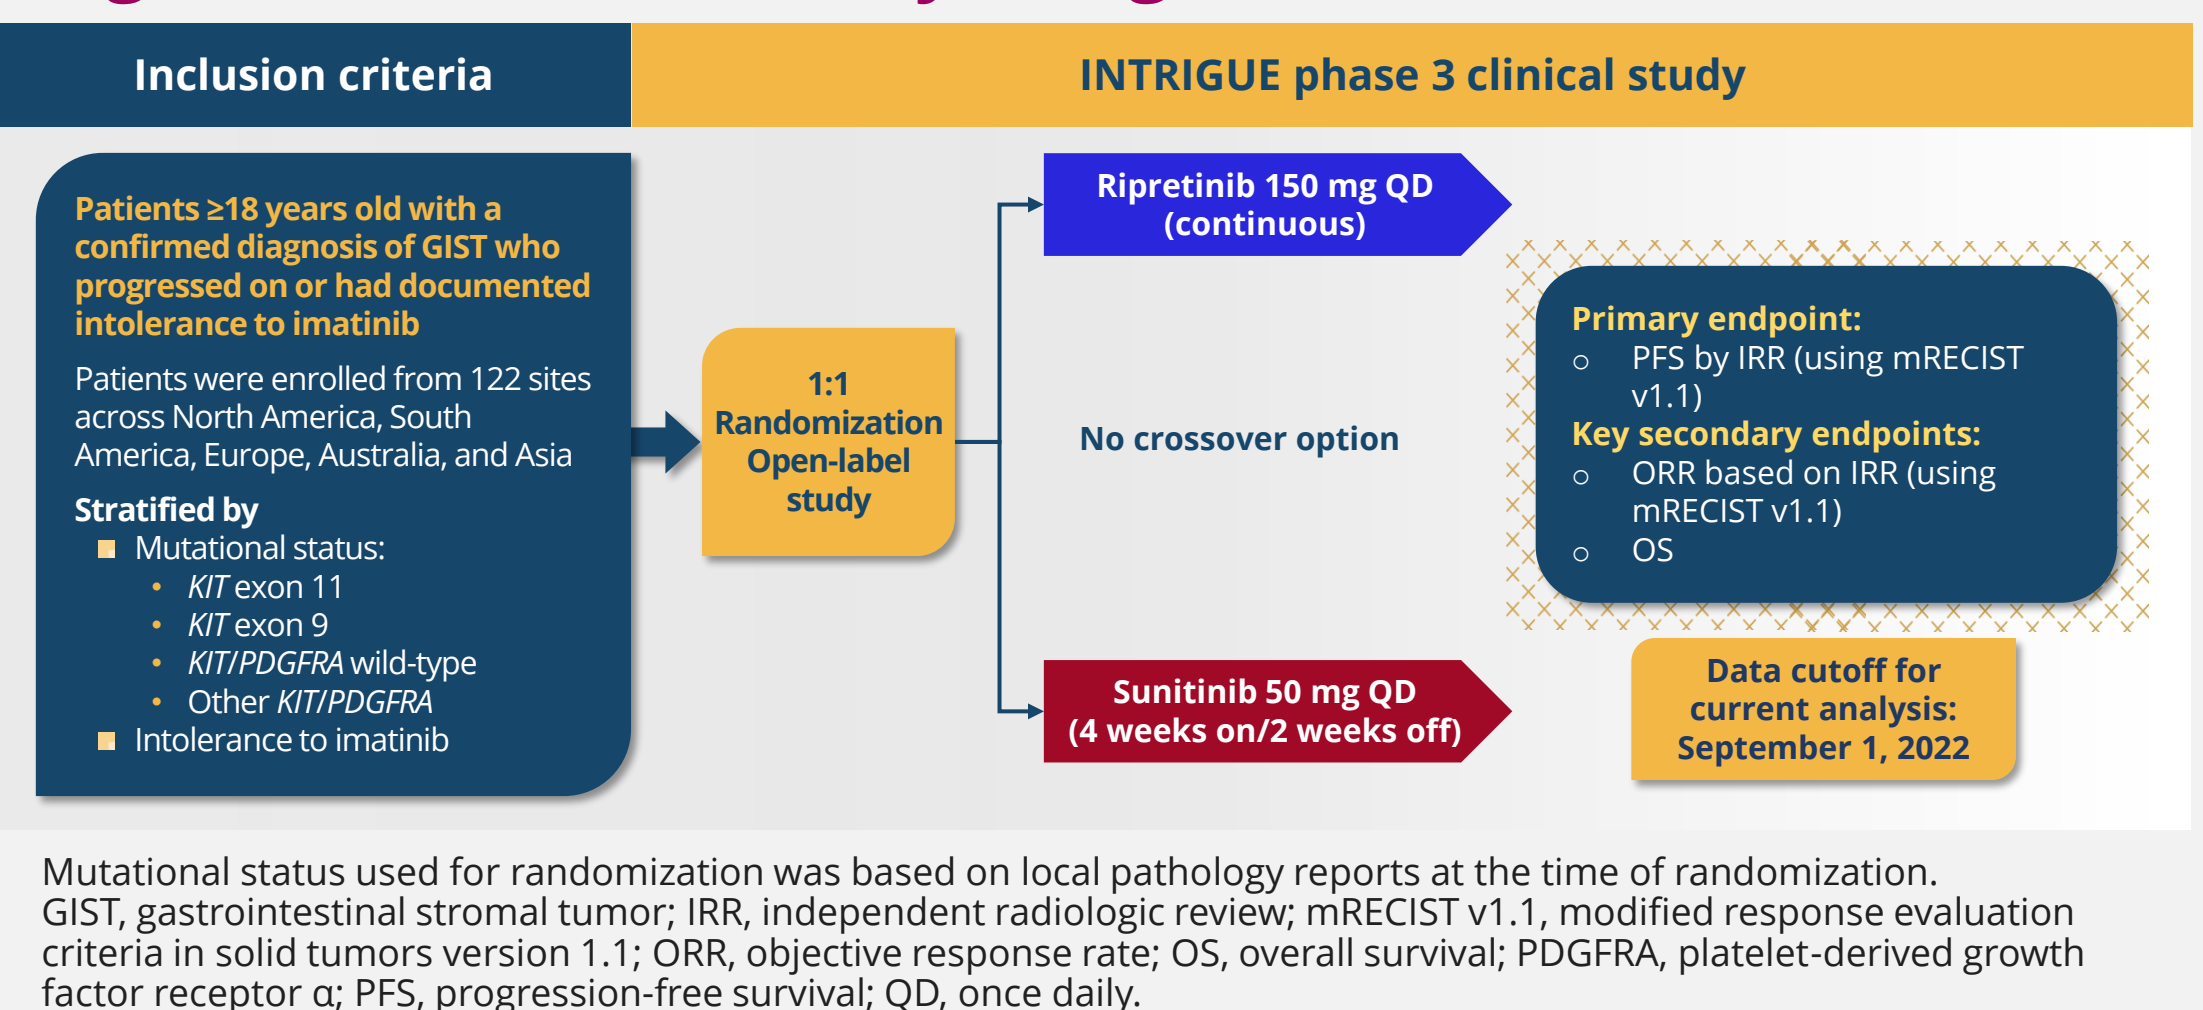 Inclusion criteria
INTRIGUE phase 3 clinical study
Patients ≥18 years old with a
confirmed diagnosis of GIST who
progressed on or had documented
intolerance to imatinib
Patients were enrolled from 122 sites
across North America, South
America, Europe, Australia, and Asia
Stratified by
Mutational status:
• KIT exon 11
• KIT exon 9
• KIT/PDGFRA wild-type
• Other KIT/PDGFRA
Intolerance to imatinib
1:1
Randomization
Open-label
study
Ripretinib 150 mg QD
(continuous)
No crossover option
Sunitinib 50 mg QD
(4 weeks on/2 weeks off)
Primary endpoint:
○ PFS by IRR (using mRECIST
v1.1)
Key secondary endpoints:
○ ORR based on IRR (using
mRECIST v1.1)
○ OS
Data cutoff for
current analysis:
September 1, 2022
Mutational status used for randomization was based on local pathology reports at the time of randomization.
GIST, gastrointestinal stromal tumor; IRR, independent radiologic review; mRECIST v1.1, modified response evaluation
criteria in solid tumors version 1.1; ORR, objective response rate; OS, overall survival; PDGFRA, platelet-derived growth
factor receptor α; PFS, progression-free survival; QD, once daily.